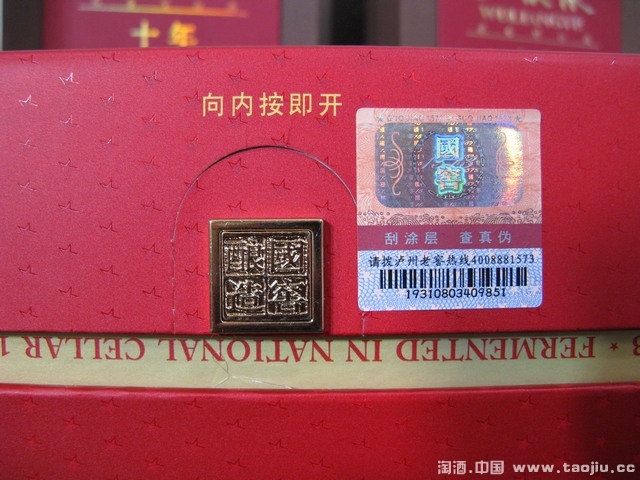 十年
向内按即开
國窖
刮涂层 查真伪
请拨泸州老窖热线4008881573
19310803409851
國窖
釀造
FERMENTED IN NATIONAL CELLAR 1
淘酒.中国 www.taojiu.cc